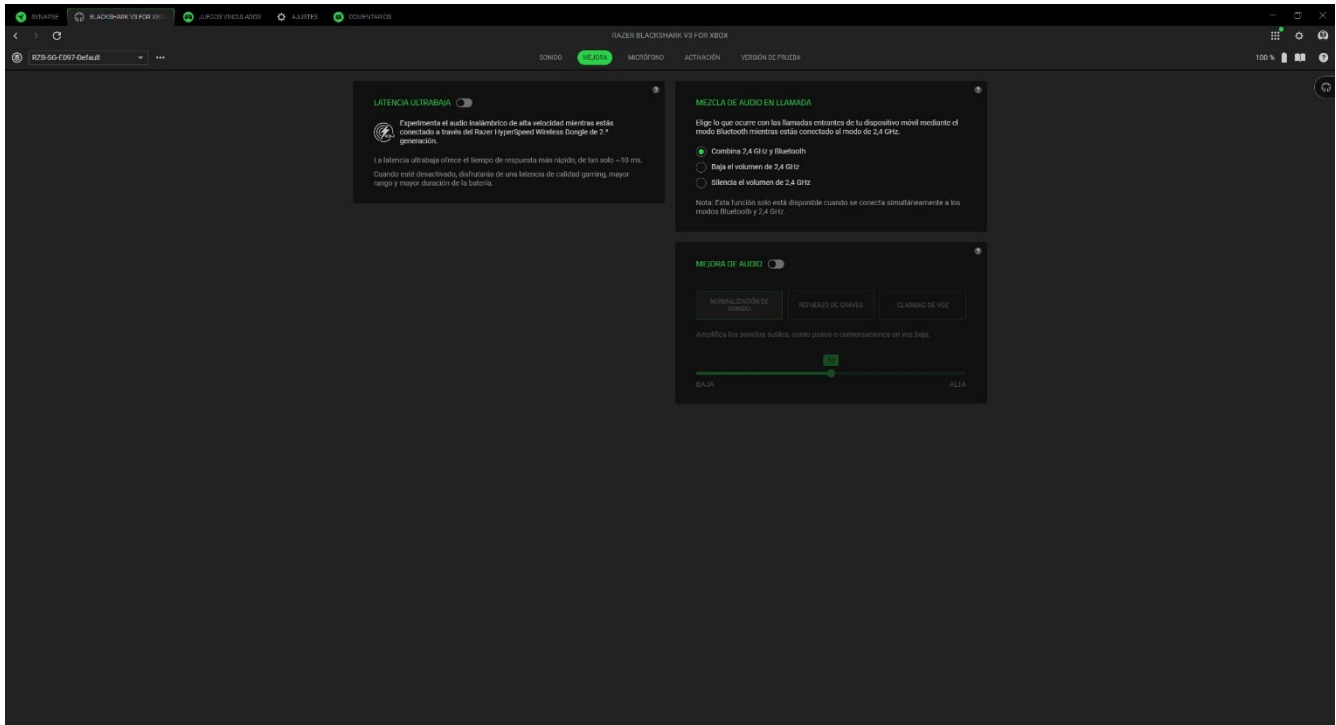 SYNAPSE
BLACKSHARK V3 FOR XBO
JUEGOS VINCULADOS
AJUSTES
COMENTARIOS
RAZER BLACKSHARK V3 FOR XBOX
RZB-SG-E097-Default
SONIDO
MEJORA
MICRÓFONO
ACTIVACIÓN
VERSIÓN DE PRUEBA
100 %
LATENCIA ULTRABAJA
Experimenta el audio inalámbrico de alta velocidad mientras estás
conectado a través del Razer HyperSpeed Wireless Dongle de 2.ª
generación.
La latencia ultrabaja ofrece el tiempo de respuesta más rápido, de tan solo ~10 ms.
Cuando esté desactivado, disfrutarás de una latencia de calidad gaming, mayor
rango y mayor duración de la batería.
MEZCLA DE AUDIO EN LLAMADA
Elige lo que ocurre con las llamadas entrantes de tu dispositivo móvil mediante el
modo Bluetooth mientras estás conectado al modo de 2,4 GHz.
Combina 2,4 GHz y Bluetooth
Baja el volumen de 2,4 GHz
Silencia el volumen de 2,4 GHz
Nota: Esta función solo está disponible cuando se conecta simultáneamente a los
modos Bluetooth y 2,4 GHz.
MEJORA DE AUDIO
NORMALIZACIÓN DE
SONIDO
REFUERZO DE GRAVES
CLARIDAD DE VOZ
Amplifica los sonidos sutiles, como pasos o conversaciones en voz baja.
BAJA
ALTA